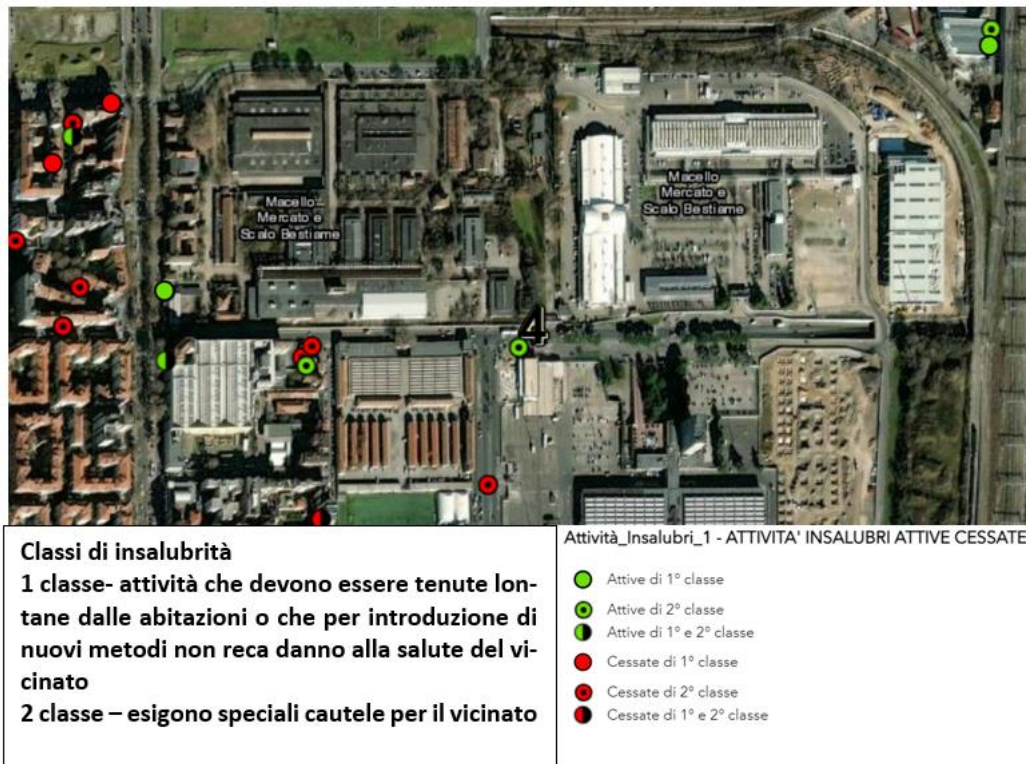 Macello
Mercato e
Scalo Bestiame
Macello
Mercato e
Scalo Bestiame
4
Classi di insalubrità
1 classe- attività che devono essere tenute lon-
tane dalle abitazioni o che per introduzione di
nuovi metodi non reca danno alla salute del vi-
cinato
2 classe – esigono speciali cautele per il vicinato
Attività_Insalubri_1 - ATTIVITA' INSALUBRI ATTIVE CESSATE
Attive di 1° classe
Attive di 2° classe
Attive di 1° e 2° classe
Cessate di 1° classe
Cessate di 2° classe
Cessate di 1° e 2° classe